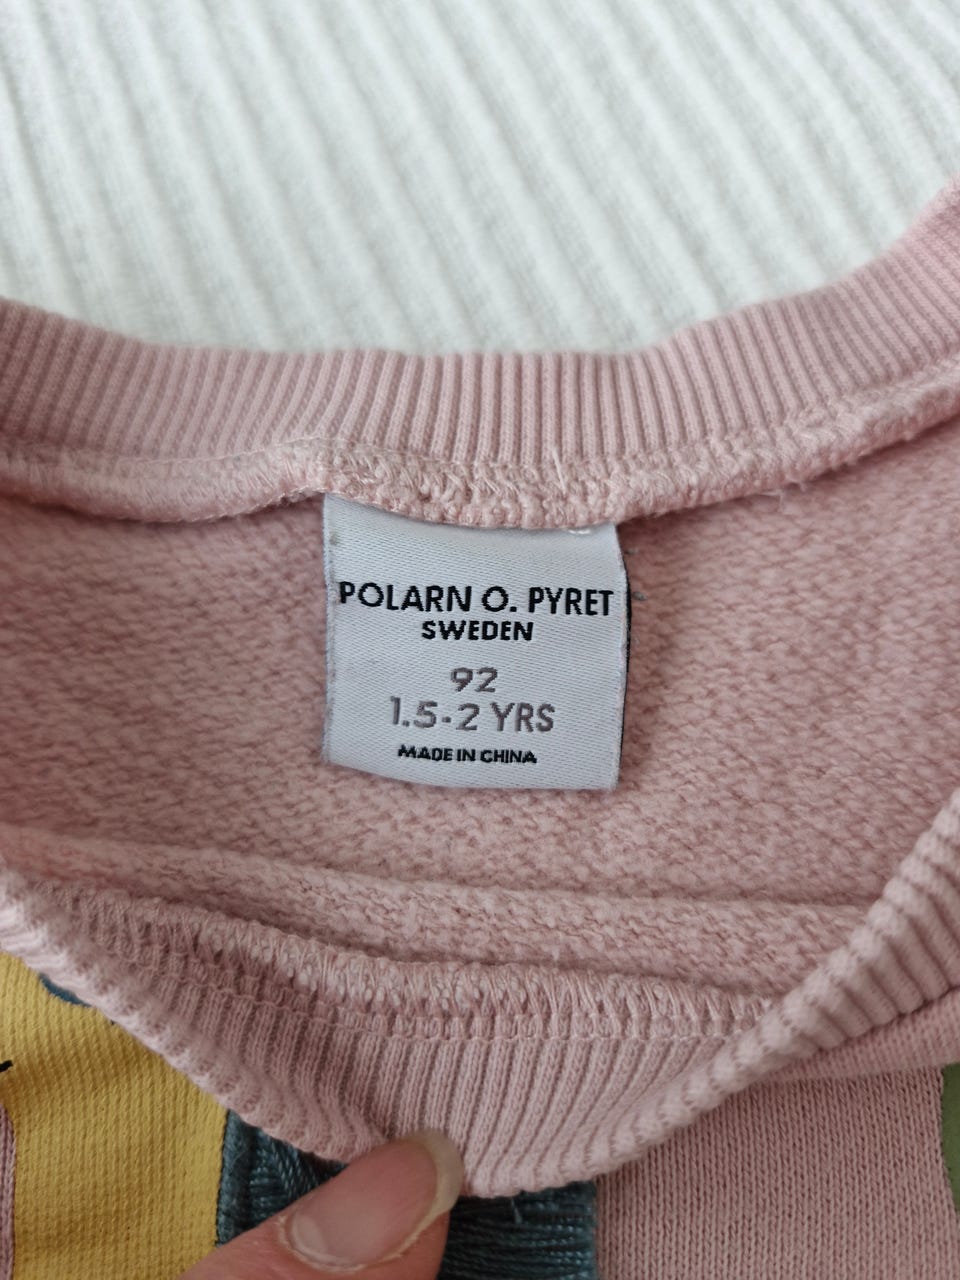 POLARN O. PYRET
SWEDEN
92
1.5-2 YRS
MADE IN CHINA